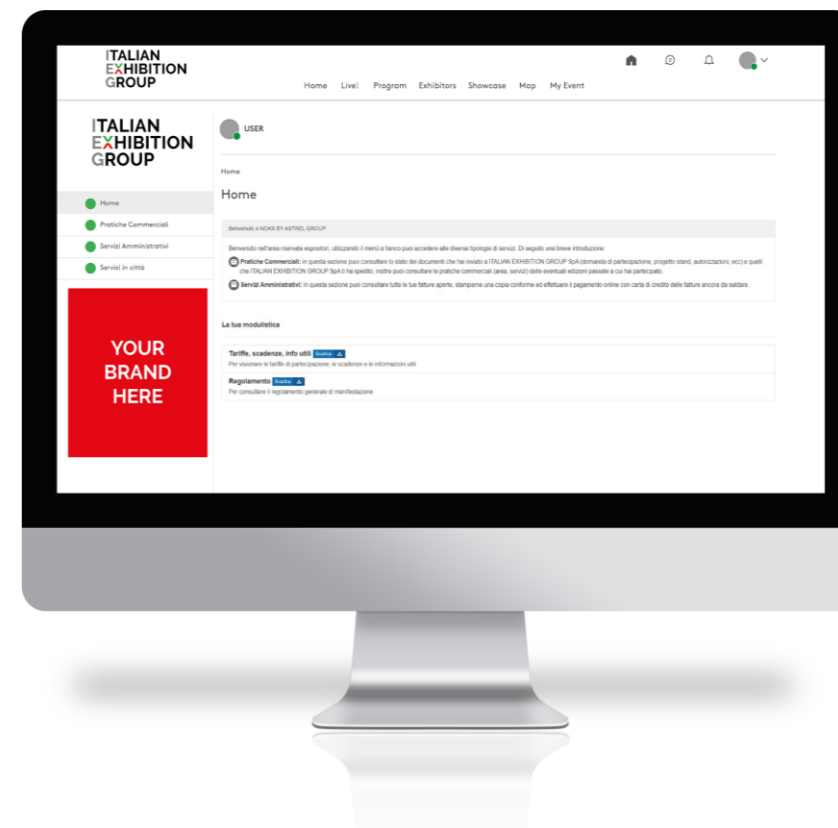 ITALIAN
EXHIBITION
GROUP
Home Live! Program Exhibitors Showcase Map My Event
ITALIAN
EXHIBITION
GROUP
USER
Home
Home
Home
Pratiche Commerciali
Servizi Amministrativi
Servizi in città
Benvenuto a NOKS BY ASTREL GROUP
Benvenuto nell'area riservata espositori, utilizzando il menù a fianco puoi accedere alle diverse tipologie di servizi. Di seguito una breve introduzione:
Pratiche Commerciali: in questa sezione puoi consultare lo stato dei documenti che hai inviato a ITALIAN EXHIBITION GROUP SpA (domanda di partecipazione, progetto stand, autorizzazioni, ecc) e quelli
che ITALIAN EXHIBITION GROUP SpA ti ha spedito, inoltre puoi consultare le pratiche commerciali (area, servizi) delle eventuali edizioni passate a cui hai partecipato.
Servizi Amministrativi: in questa sezione puoi consultare tutte le tue fatture aperte, stamparne una copia conforme ed effettuare il pagamento online con carta di credito delle fatture ancora da saldare.
La tua modulistica
Tariffe, scadenze, info utili Scarica
Per visionare le tariffe di partecipazione, le scadenze e le informazioni utili
Regolamento Scarica
Per consultare il regolamento generale di manifestazione
YOUR
BRAND
HERE